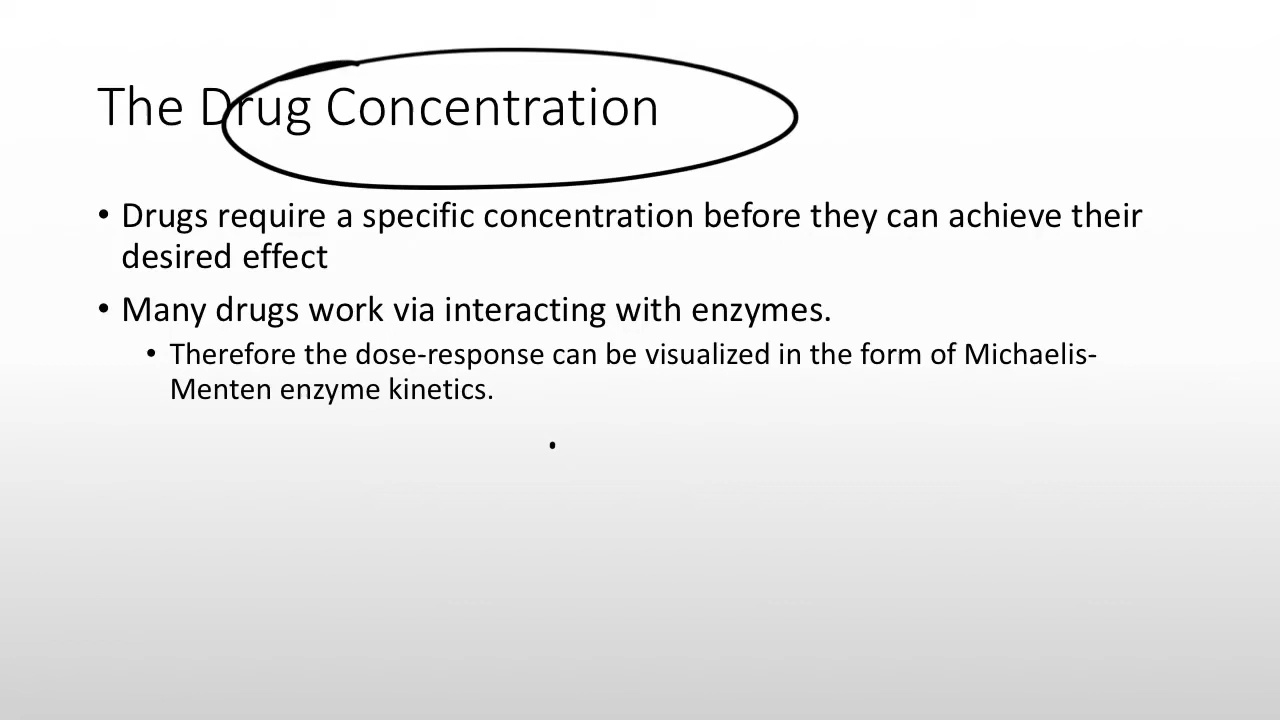 The Drug Concentration
• Drugs require a specific concentration before they can achieve their
desired effect
• Many drugs work via interacting with enzymes.
• Therefore the dose-response can be visualized in the form of Michaelis-
Menten enzyme kinetics.